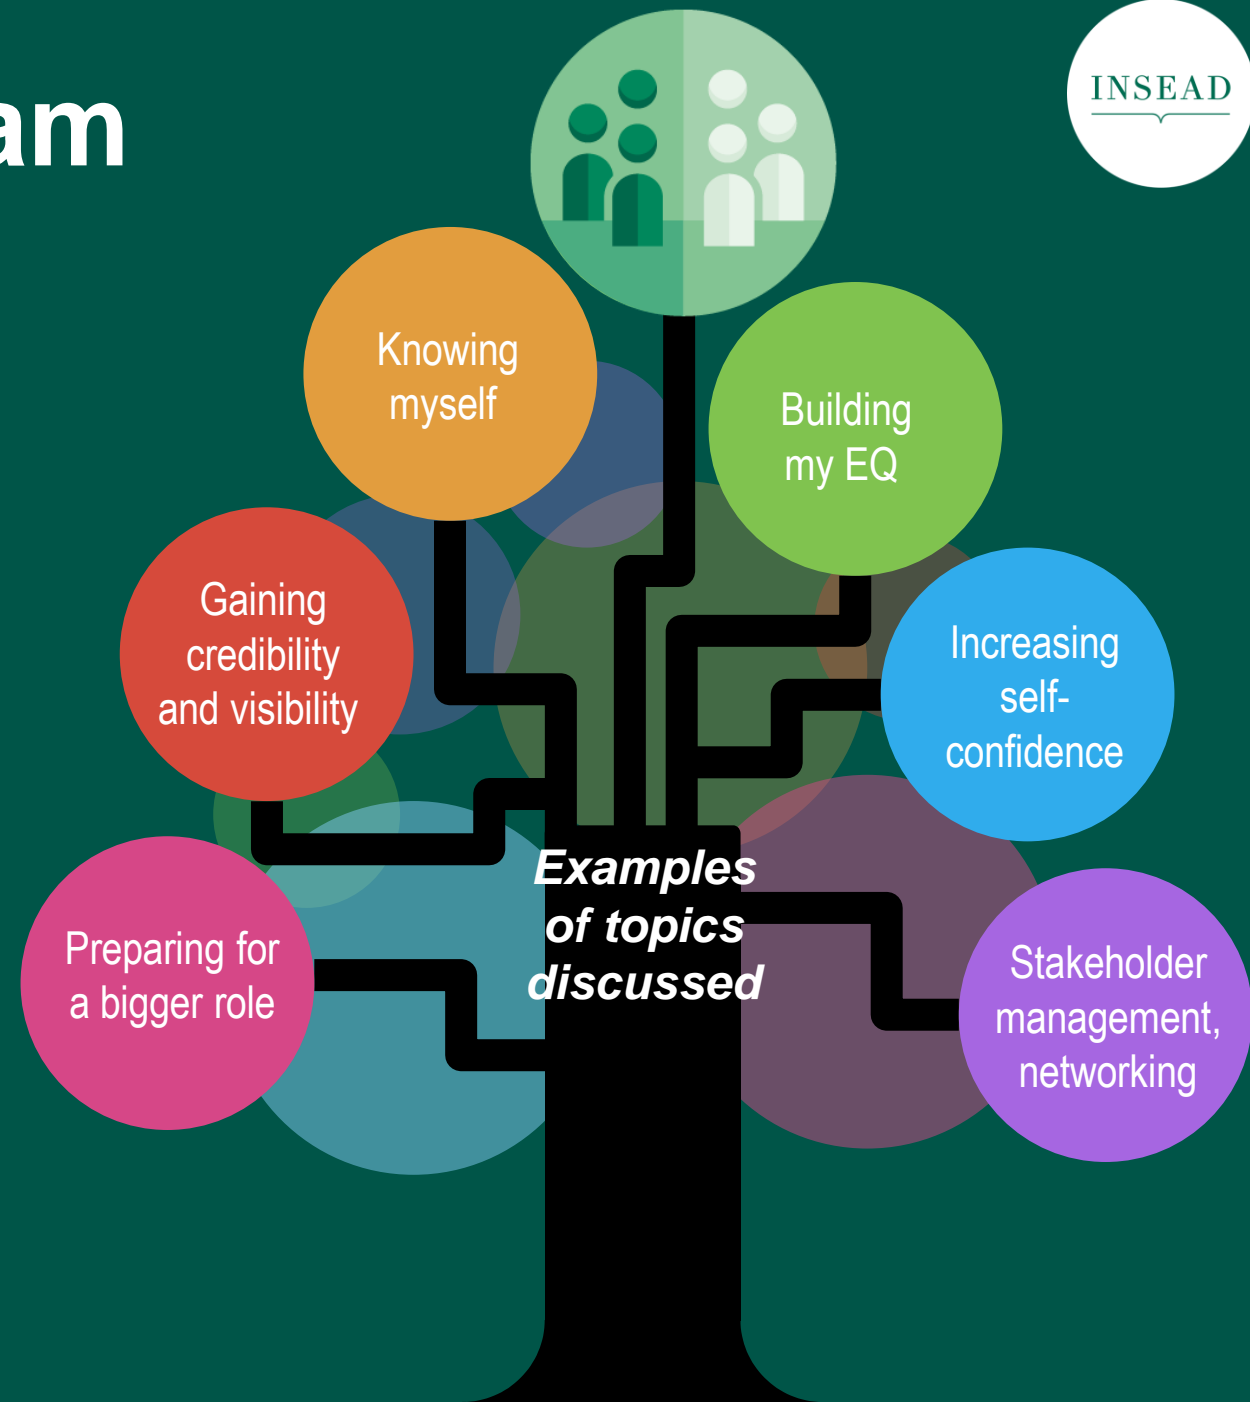 am
INSEAD
Knowing
myself
Building
my EQ
Gaining
credibility
and visibility
Increasing
self-
confidence
Examples
of topics
discussed
Preparing for
a bigger role
Stakeholder
management,
networking